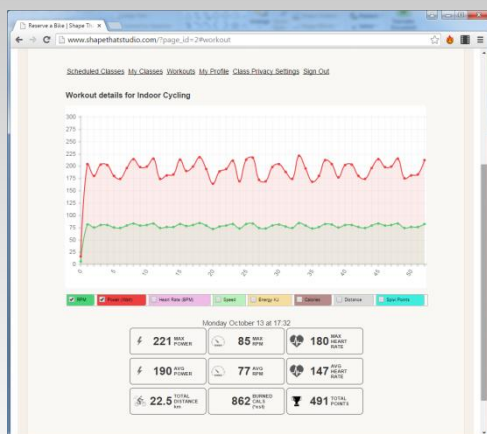 Reserve a Bike | Shape Th
www.shapethatstudio.com/?page_id=2#workout
Scheduled Classes My Classes Workouts My Profile Class Privacy Settings Sign Out
Workout details for Indoor Cycling
300
275
250
225
200
175
150
125
100
75
50
25
0
0 5 10 15 20 25 30 35 40 45 50
RPM Power (Watt) Heart Rate (BPM) Speed Energy KJ Calories Distance Spivi Points
Monday October 13 at 17:32
221 MAX POWER 85 MAX RPM 180 MAX HEART RATE
190 AVG POWER 77 AVG RPM 147 AVG HEART RATE
22.5 TOTAL DISTANCE km 862 BURNED CALS 491 TOTAL POINTS